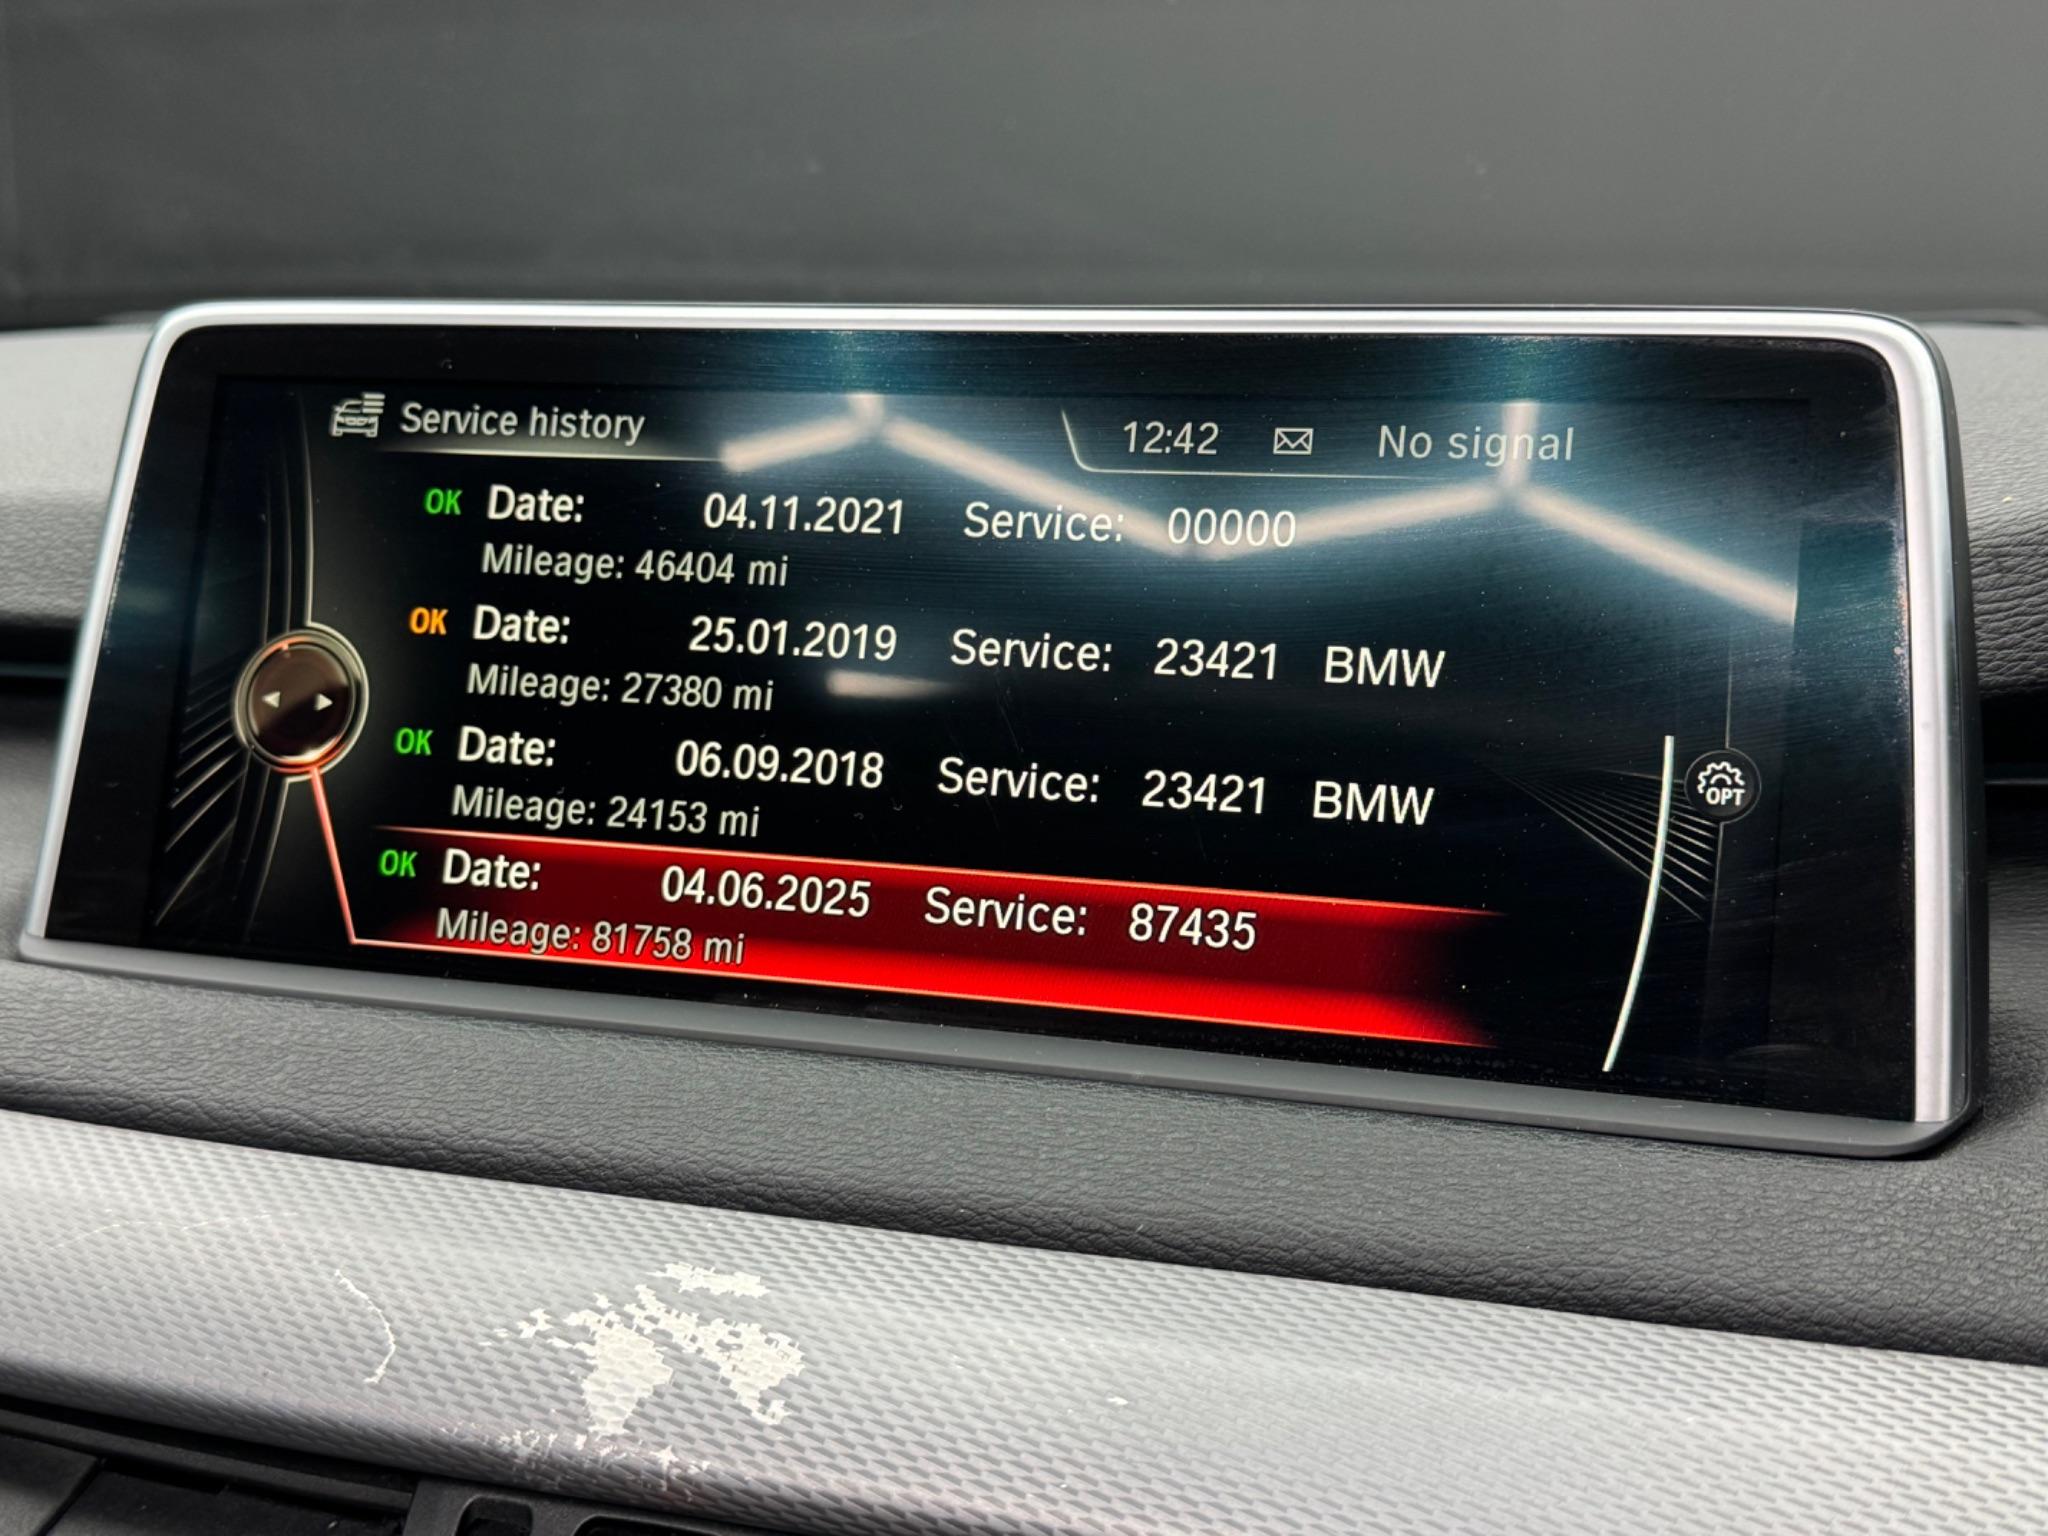 Service history
12:42 No signal
OK Date: 04.11.2021 Service: 00000
Mileage: 46404 mi
OK Date: 25.01.2019 Service: 23421 BMW
Mileage: 27380 mi
OK Date: 06.09.2018 Service: 23421 BMW
Mileage: 24153 mi
OPT
OK Date: 04.06.2025 Service: 87435
Mileage: 81758 mi